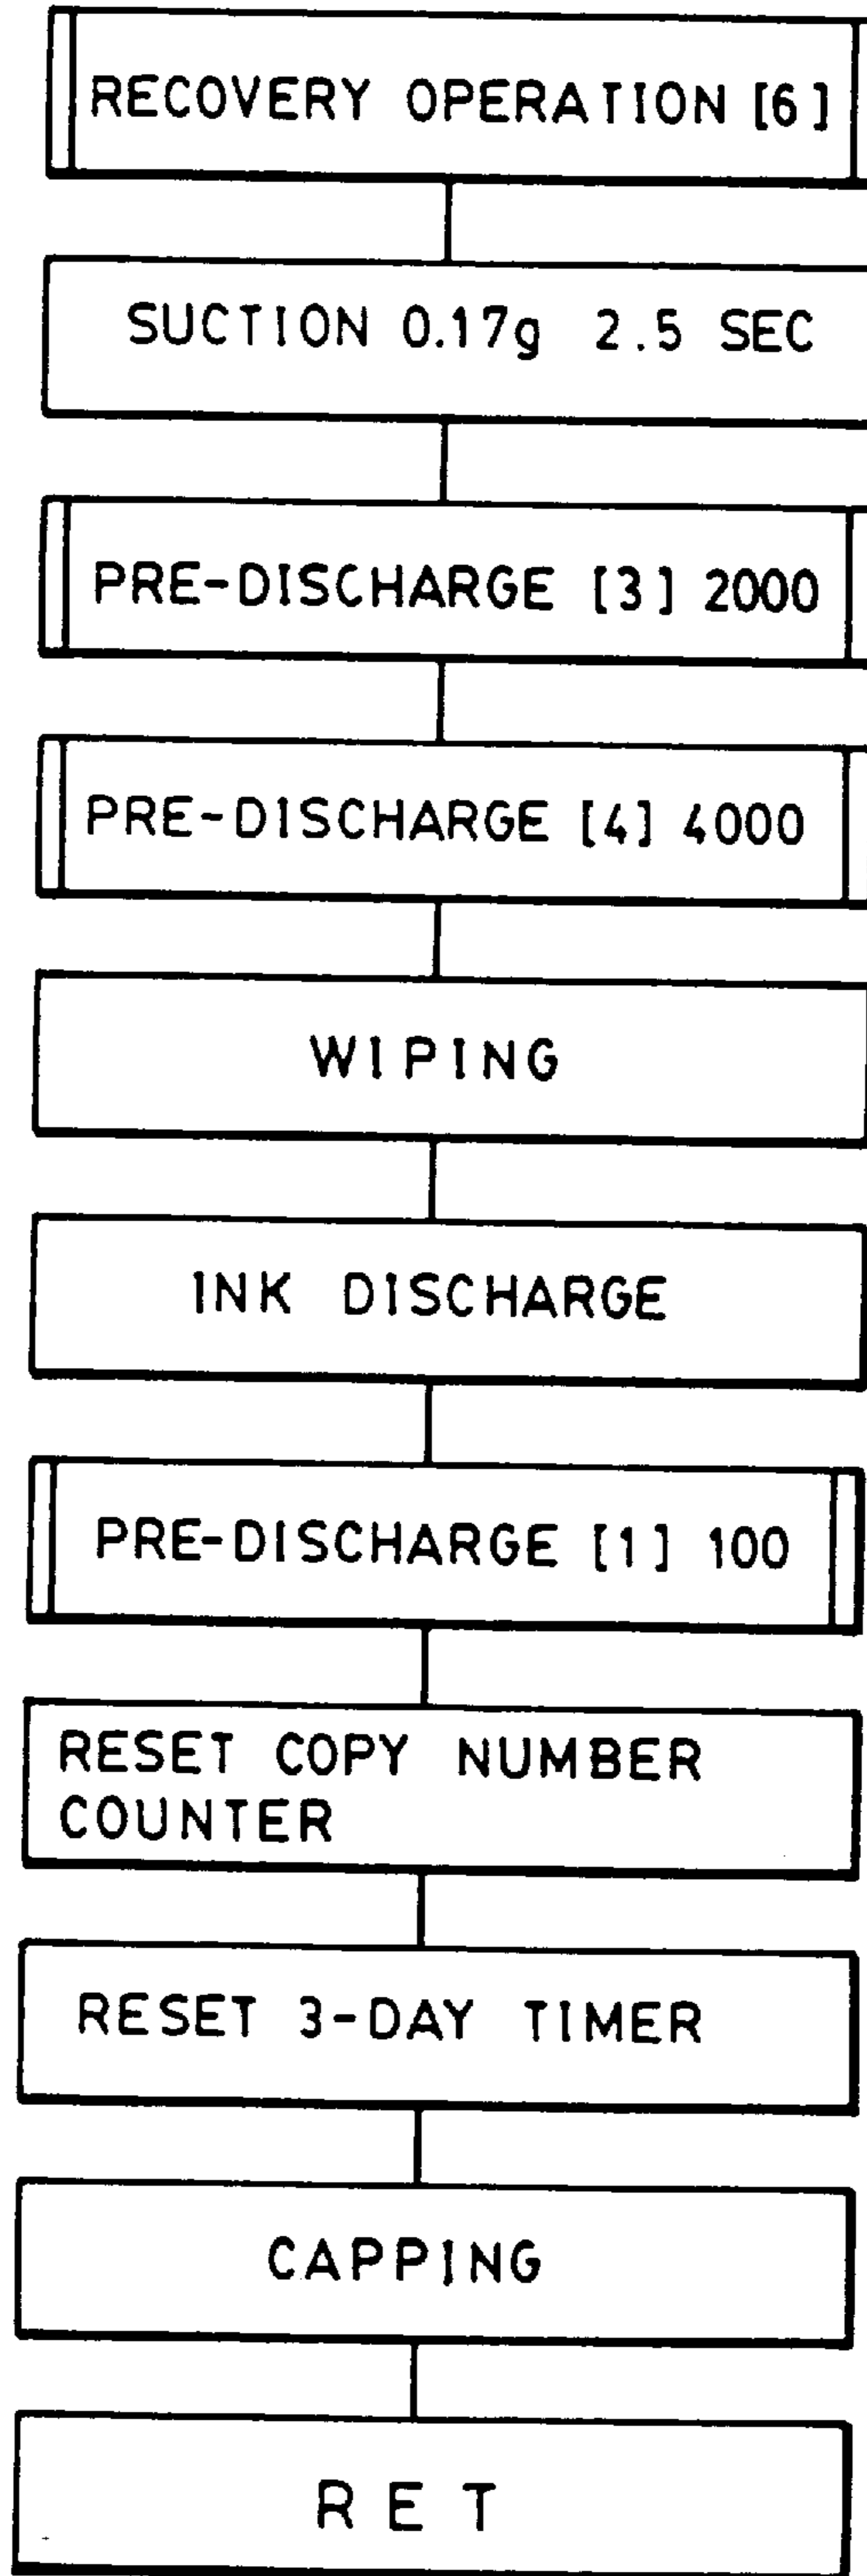 RECOVERY OPERATION [6]
SUCTION 0.17g 2.5 SEC
PRE-DISCHARGE [3] 2000
PRE-DISCHARGE [4] 4000
WIPING
INK DISCHARGE
PRE-DISCHARGE [1] 100
RESET COPY NUMBER
COUNTER
RESET 3-DAY TIMER
CAPPING
RET